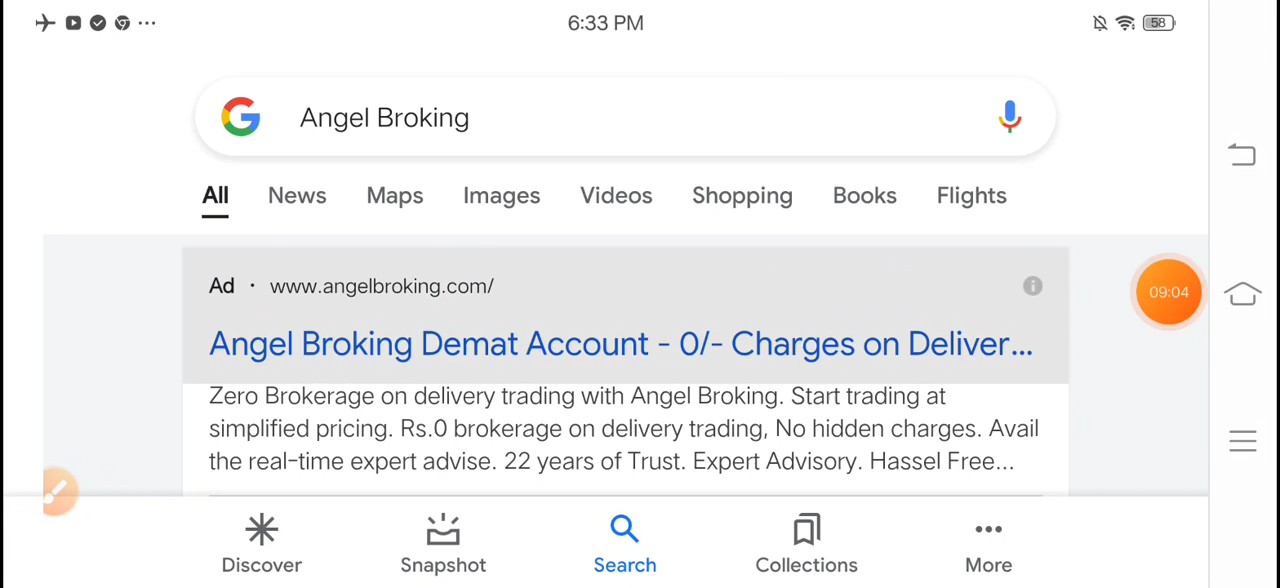 6:33 PM
58
Angel Broking
All News Maps Images Videos Shopping Books Flights
Ad · www.angelbroking.com/
09:04
Angel Broking Demat Account - 0/- Charges on Deliver...
Zero Brokerage on delivery trading with Angel Broking. Start trading at
simplified pricing. Rs.0 brokerage on delivery trading, No hidden charges. Avail
the real-time expert advise. 22 years of Trust. Expert Advisory. Hassel Free...
Discover Snapshot Search Collections More